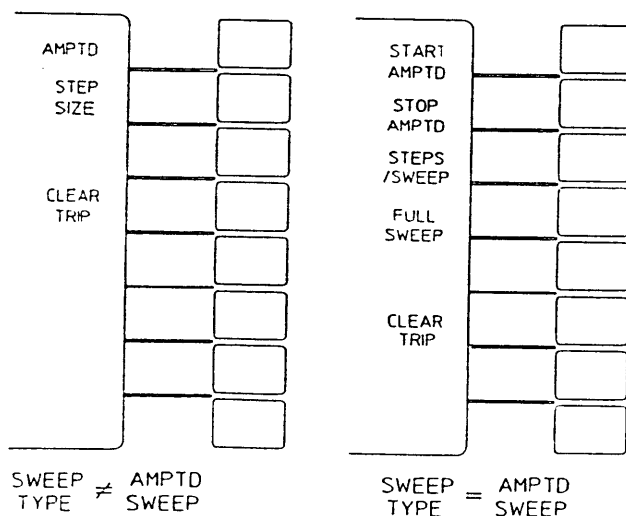 AMPTD
STEP
SIZE
CLEAR
TRIP
SWEEP
TYPE
≠
AMPTD
SWEEP
START
AMPTD
STOP
AMPTD
STEPS
/SWEEP
FULL
SWEEP
CLEAR
TRIP
SWEEP
TYPE
=
AMPTD
SWEEP